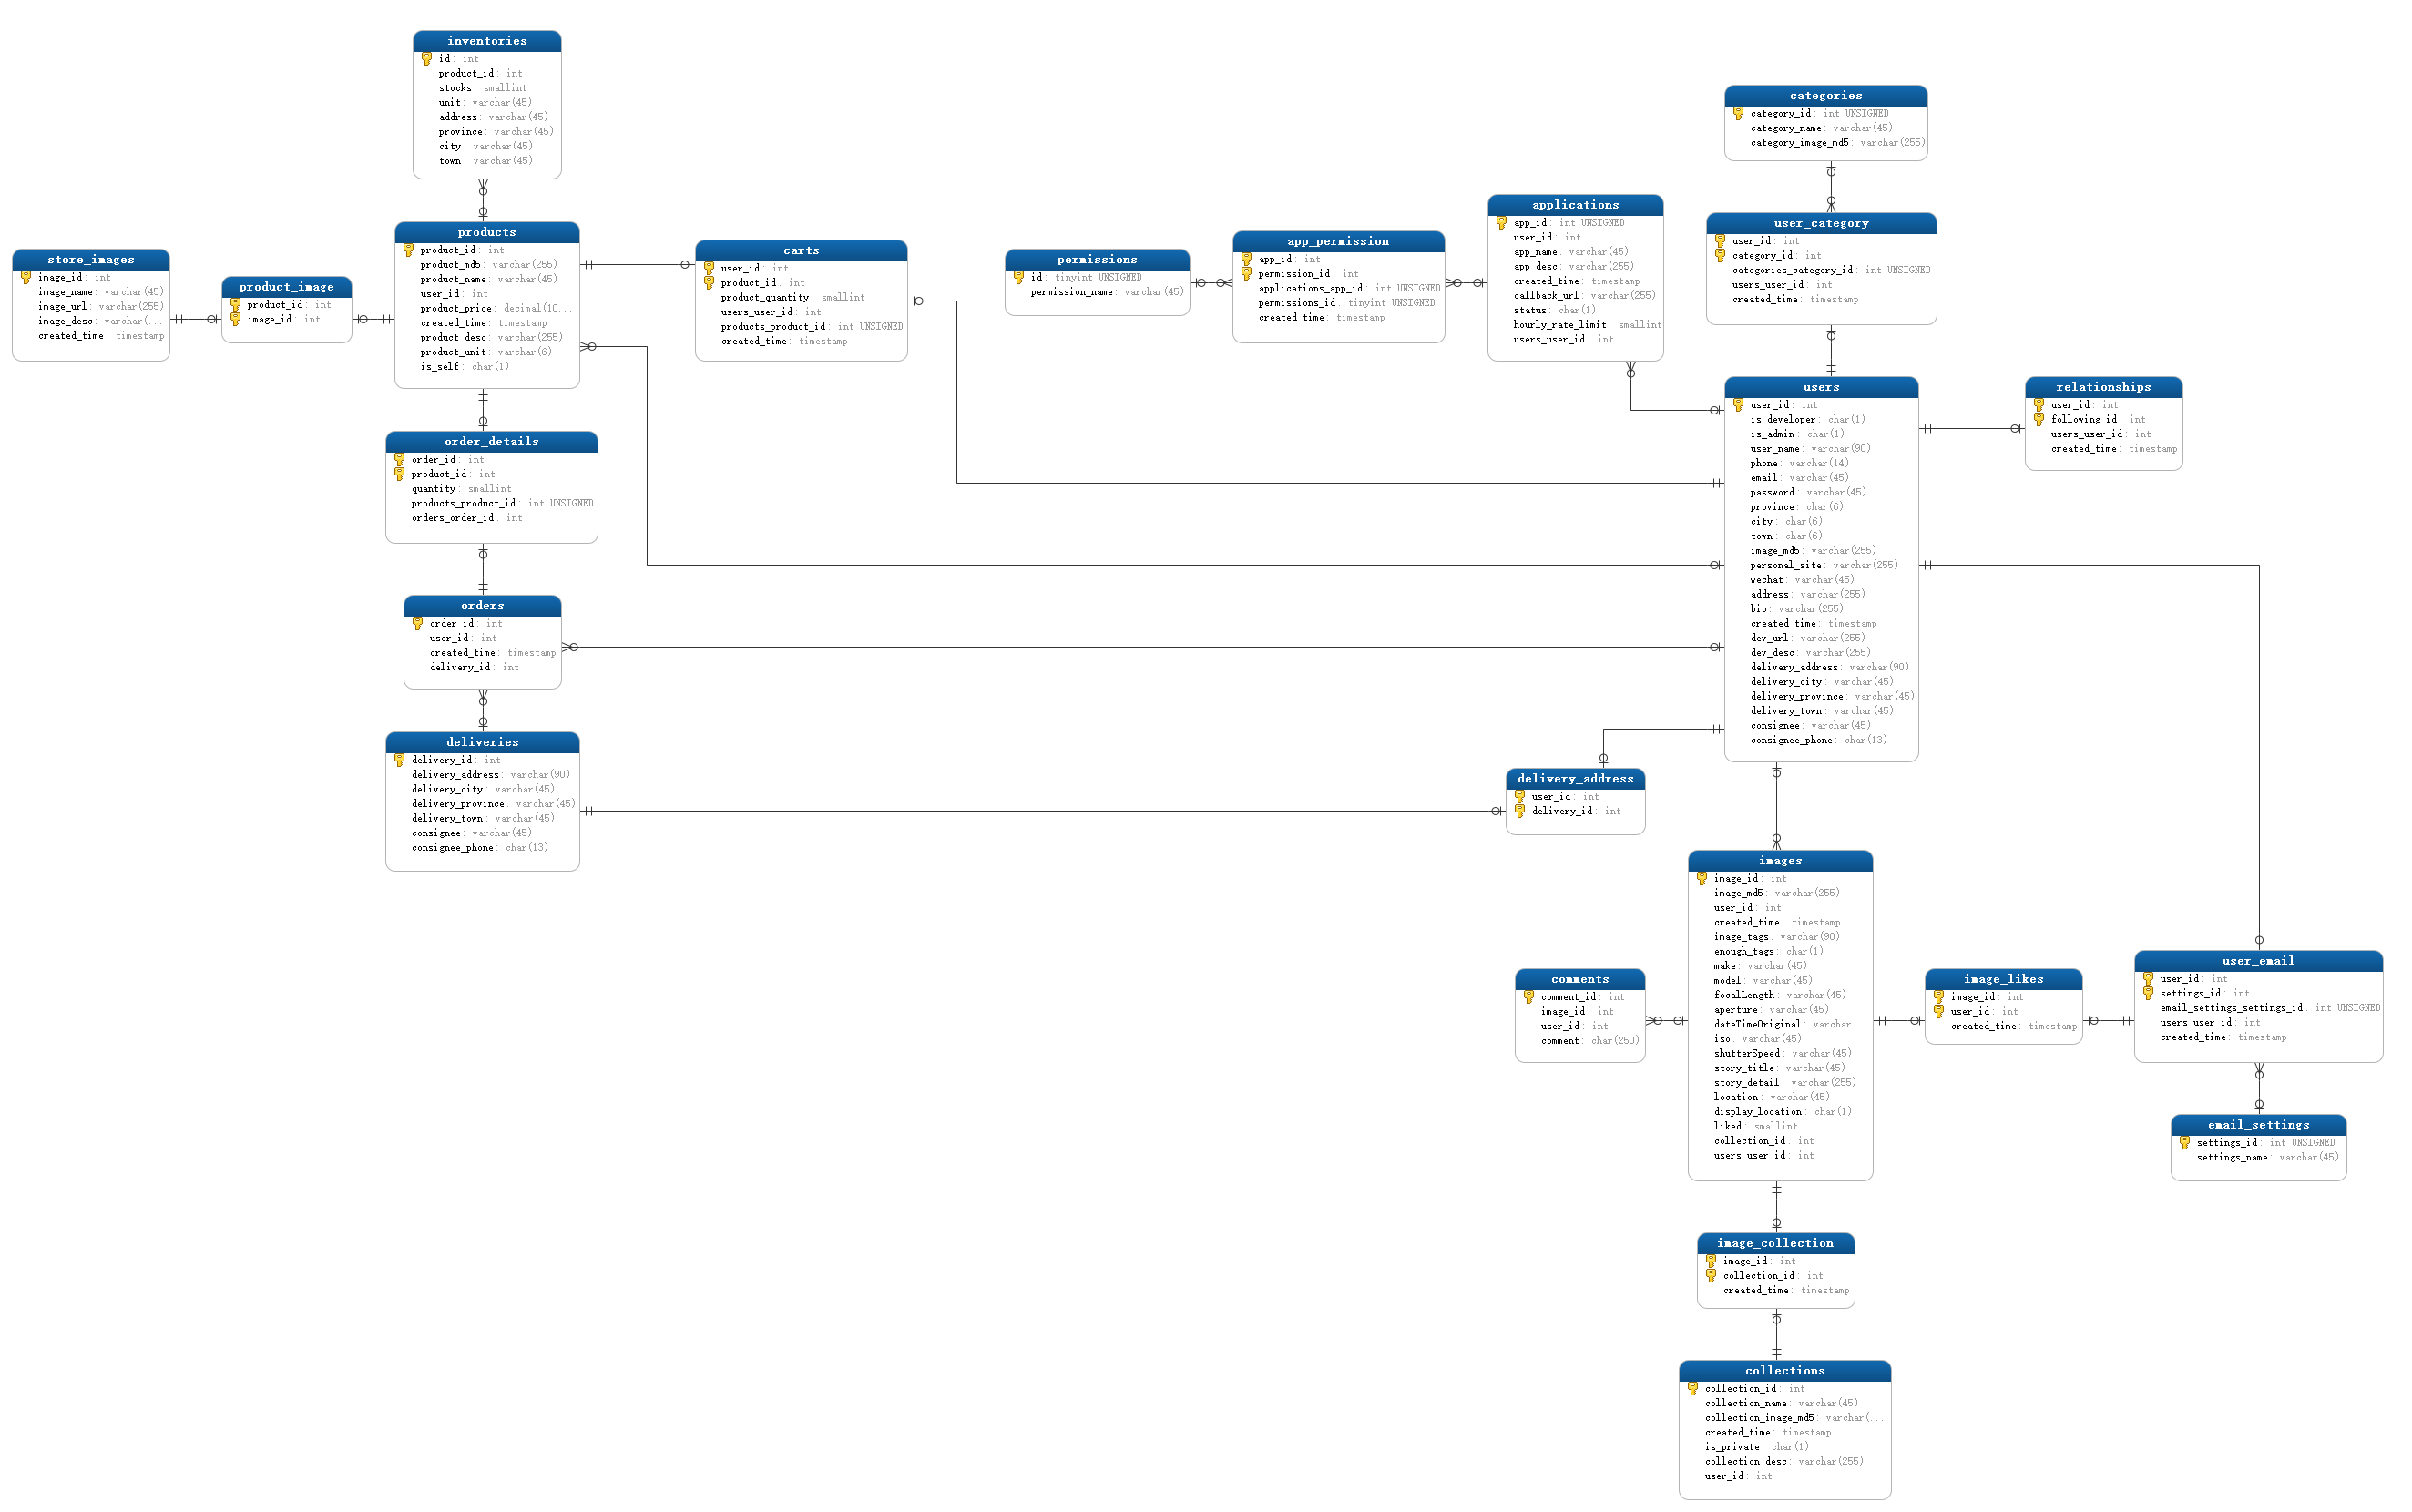 inventories
id: int
product_id: int
stocks: smallint
unit: varchar(45)
address: varchar(45)
province: varchar(45)
city: varchar(45)
town: varchar(45)
categories
category_id: int UNSIGNED
category_name: varchar(45)
category_image_md5: varchar(255)
store_images
image_id: int
image_name: varchar(45)
image_url: varchar(255)
image_desc: varchar(...
created_time: timestamp
product_image
product_id: int
image_id: int
products
product_id: int
product_md5: varchar(255)
product_name: varchar(45)
user_id: int
product_price: decimal(10...
created_time: timestamp
product_desc: varchar(255)
product_unit: varchar(6)
is_self: char(1)
carts
user_id: int
product_id: int
product_quantity: smallint
users_user_id: int
products_product_id: int UNSIGNED
created_time: timestamp
permissions
id: tinyint UNSIGNED
permission_name: varchar(45)
app_permission
app_id: int
permission_id: int
applications_app_id: int UNSIGNED
permissions_id: tinyint UNSIGNED
created_time: timestamp
applications
app_id: int UNSIGNED
user_id: int
app_name: varchar(45)
app_desc: varchar(255)
created_time: timestamp
callback_url: varchar(255)
status: char(1)
hourly_rate_limit: smallint
users_user_id: int
user_category
user_id: int
category_id: int
categories_category_id: int UNSIGNED
users_user_id: int
created_time: timestamp
users
user_id: int
is_developer: char(1)
is_admin: char(1)
user_name: varchar(90)
phone: varchar(14)
email: varchar(45)
password: varchar(45)
province: char(6)
city: char(6)
town: char(6)
image_md5: varchar(255)
personal_site: varchar(255)
wechat: varchar(45)
address: varchar(255)
bio: varchar(255)
created_time: timestamp
dev_url: varchar(255)
dev_desc: varchar(255)
delivery_address: varchar(90)
delivery_city: varchar(45)
delivery_province: varchar(45)
delivery_town: varchar(45)
consignee: varchar(45)
consignee_phone: char(13)
relationships
user_id: int
following_id: int
users_user_id: int
created_time: timestamp
order_details
order_id: int
product_id: int
quantity: smallint
products_product_id: int UNSIGNED
orders_order_id: int
orders
order_id: int
user_id: int
created_time: timestamp
delivery_id: int
deliveries
delivery_id: int
delivery_address: varchar(90)
delivery_city: varchar(45)
delivery_province: varchar(45)
delivery_town: varchar(45)
consignee: varchar(45)
consignee_phone: char(13)
delivery_address
user_id: int
delivery_id: int
images
image_id: int
image_md5: varchar(255)
user_id: int
created_time: timestamp
image_tags: varchar(90)
enough_tags: char(1)
make: varchar(45)
model: varchar(45)
focalLength: varchar(45)
aperture: varchar(45)
dateTimeOriginal: varchar...
iso: varchar(45)
shutterSpeed: varchar(45)
story_title: varchar(45)
story_detail: varchar(255)
location: varchar(45)
display_location: char(1)
liked: smallint
collection_id: int
users_user_id: int
comments
comment_id: int
image_id: int
user_id: int
comment: char(250)
image_likes
image_id: int
user_id: int
created_time: timestamp
user_email
user_id: int
settings_id: int
email_settings_settings_id: int UNSIGNED
users_user_id: int
created_time: timestamp
email_settings
settings_id: int UNSIGNED
settings_name: varchar(45)
image_collection
image_id: int
collection_id: int
created_time: timestamp
collections
collection_id: int
collection_name: varchar(45)
collection_image_md5: varchar(...
created_time: timestamp
is_private: char(1)
collection_desc: varchar(255)
user_id: int